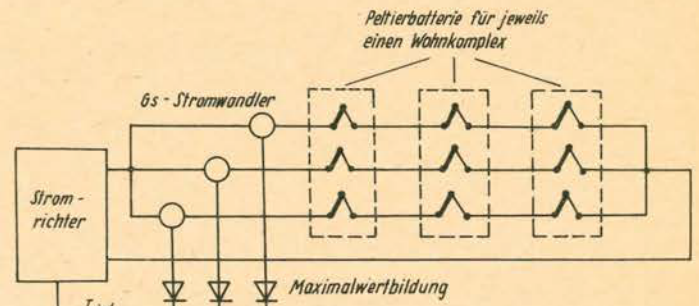 Peltierbatterie für jeweils
einen Wohnkomplex
Gs - Stromwandler
Strom -
richter
Maximalwertbildung